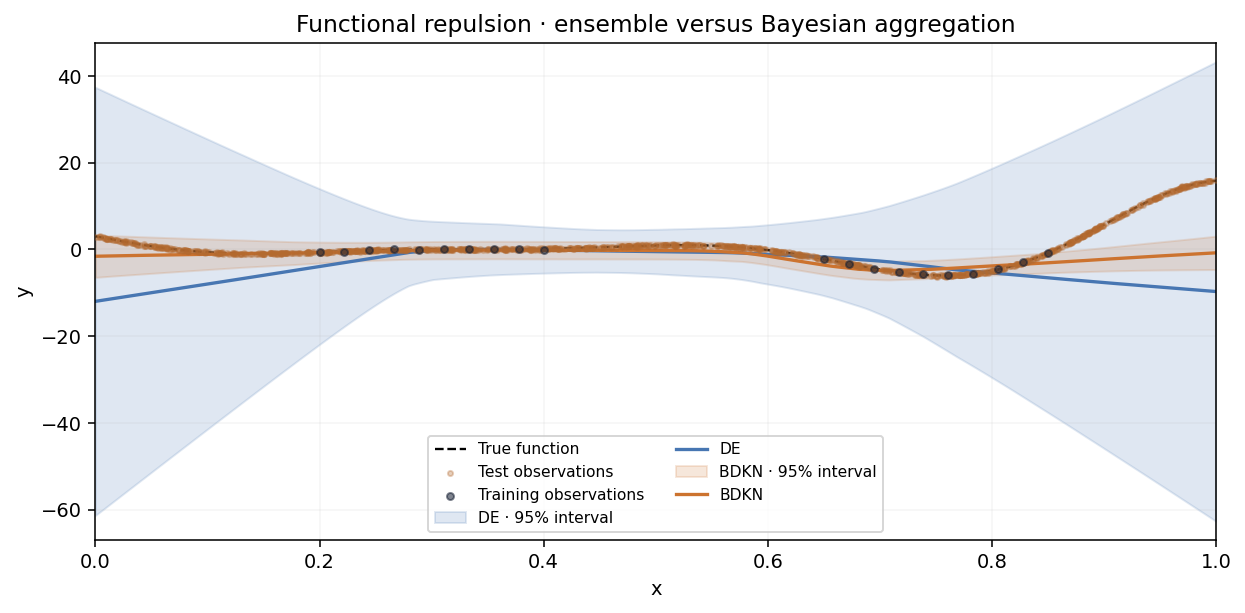 Functional repulsion · ensemble versus Bayesian aggregation
y
40
20
0
−20
−40
−60
True function
Test observations
Training observations
DE · 95% interval
DE
BDKN · 95% interval
BDKN
0.0 0.2 0.4 0.6 0.8 1.0
x